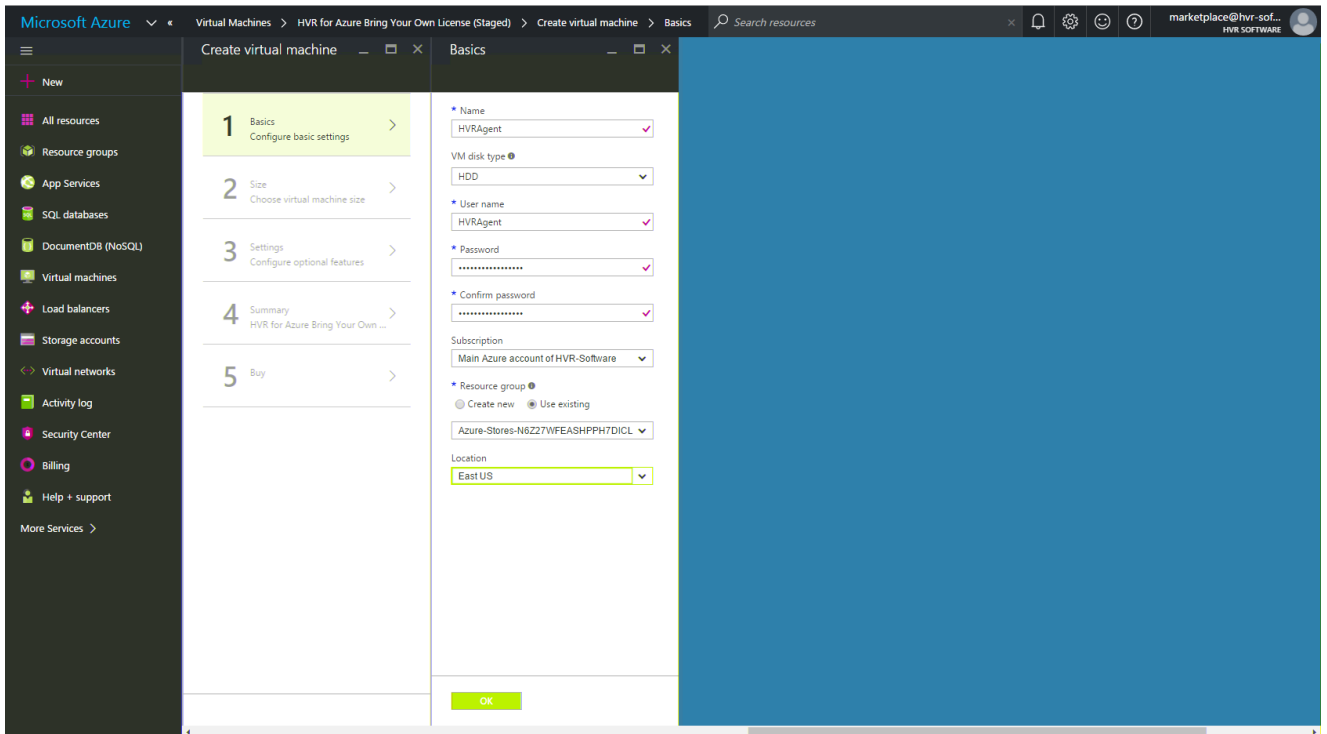 Microsoft Azure
Virtual Machines > HVR for Azure Bring Your Own License (Staged) > Create virtual machine > Basics
Search resources
marketplace@hvr-sof...
HVR SOFTWARE
New
All resources
Resource groups
App Services
SQL databases
DocumentDB (NoSQL)
Virtual machines
Load balancers
Storage accounts
Virtual networks
Activity log
Security Center
Billing
Help + support
More Services >
Create virtual machine
1 Basics
Configure basic settings
2 Size
Choose virtual machine size
3 Settings
Configure optional features
4 Summary
HVR for Azure Bring Your Own ...
5 Buy
Basics
* Name
HVRAgent
VM disk type
HDD
* User name
HVRAgent
* Password
•••••••••••••••••
* Confirm password
•••••••••••••••••
Subscription
Main Azure account of HVR-Software
* Resource group
Create new Use existing
Azure-Stores-N6Z27WFEASHPPH7DICL
Location
East US
OK